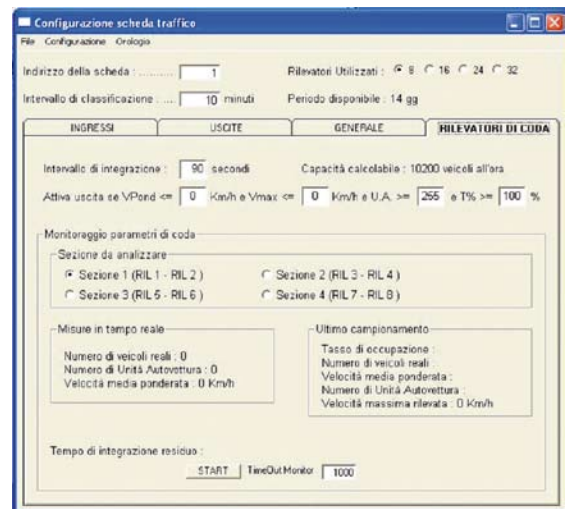 Configurazione scheda traffico
File Configurazione Orologio
Indirizzo della scheda : .......... 1 Rilevatori Utilizzati : 8 16 24 32
Intervallo di classificazione : .... 10 minuti Periodo disponibile : 14 gg
INGRESSI USCITE GENERALE RILEVATORI DI CODA
Intervallo di integrazione : 90 secondi Capacità calcolabile : 10200 veicoli all'ora
Attiva uscita se VPond <= 0 Km/h e Vmax <= 0 Km/h e U.A. >= 255 e T% >= 100 %
Monitoraggio parametri di coda
Sezione da analizzare
Sezione 1 (RIL 1 - RIL 2 ) Sezione 2 (RIL 3 - RIL 4 )
Sezione 3 (RIL 5 - RIL 6 ) Sezione 4 (RIL 7 - RIL 8 )
Misure in tempo reale
Numero di veicoli reali : 0
Numero di Unità Autovettura : 0
Velocità media ponderata : 0 Km/h
Ultimo campionamento
Tasso di occupazione :
Numero di veicoli reali :
Velocità media ponderata :
Numero di Unità Autovettura :
Velocità massima rilevata : 0 Km/h
Tempo di integrazione residuo :
START TimeOut Monitor 1000